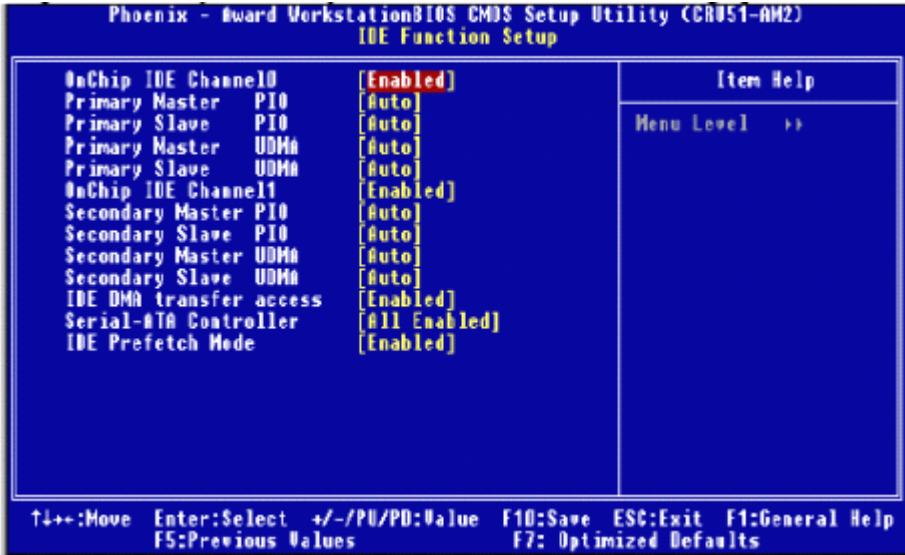 Phoenix - Award WorkstationBIOS CMOS Setup Utility (CRU51-AM2)
IDE Function Setup
OnChip IDE Channel0 [Enabled]
Primary Master PIO [Auto]
Primary Slave PIO [Auto]
Primary Master UDMA [Auto]
Primary Slave UDMA [Auto]
OnChip IDE Channel1 [Enabled]
Secondary Master PIO [Auto]
Secondary Slave PIO [Auto]
Secondary Master UDMA [Auto]
Secondary Slave UDMA [Auto]
IDE DMA transfer access [Enabled]
Serial-ATA Controller [All Enabled]
IDE Prefetch Mode [Enabled]
Item Help
Menu Level ▸▸
↑↓→←:Move Enter:Select +/-/PU/PD:Value F10:Save ESC:Exit F1:General Help
F5:Previous Values F7: Optimized Defaults